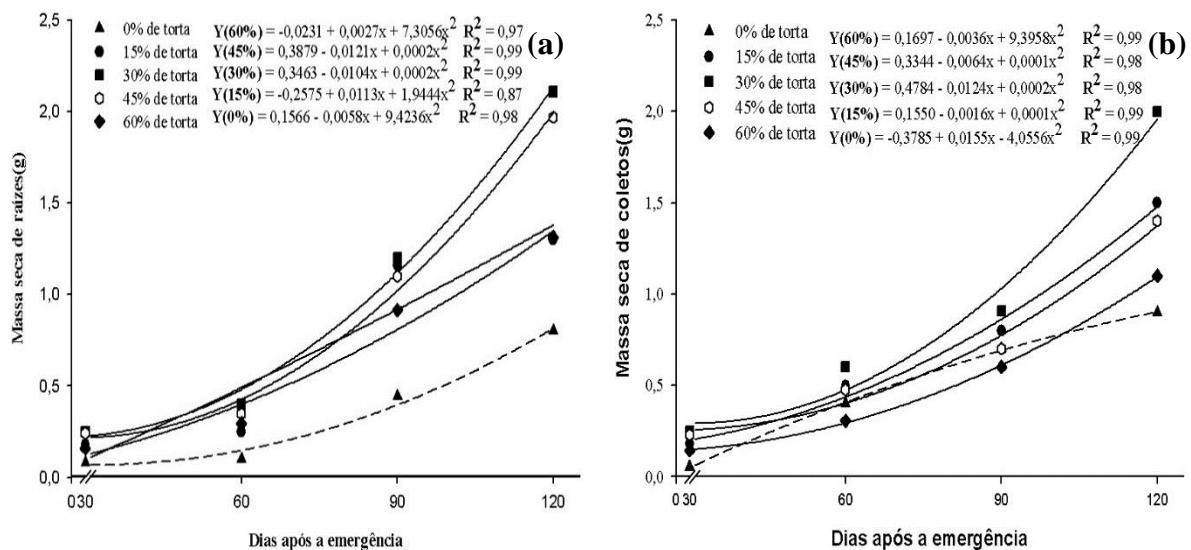 2,5
2,0
1,5
1,0
0,5
0,0
Massa seca de raízes(g)
0% de torta Y(60%) = -0,0231 + 0,0027x + 7,3056x² R² = 0,97
15% de torta Y(45%) = 0,3879 - 0,0121x + 0,0002x² R² = 0,99
30% de torta Y(30%) = 0,3463 - 0,0104x + 0,0002x² R² = 0,99
45% de torta Y(15%) = -0,2575 + 0,0113x + 1,9444x² R² = 0,87
60% de torta Y(0%) = 0,1566 - 0,0058x + 9,4236x² R² = 0,98
(a)
0 30 60 90 120
Dias após a emergência
2,5
2,0
1,5
1,0
0,5
0,0
Massa seca de coletos(g)
0% de torta Y(60%) = 0,1697 - 0,0036x + 9,3958x² R² = 0,99
15% de torta Y(45%) = 0,3344 - 0,0064x + 0,0001x² R² = 0,98
30% de torta Y(30%) = 0,4784 - 0,0124x + 0,0002x² R² = 0,98
45% de torta Y(15%) = 0,1550 - 0,0016x + 0,0001x² R² = 0,99
60% de torta Y(0%) = -0,3785 + 0,0155x - 4,0556x² R² = 0,99
(b)
0 30 60 90 120
Dias após a emergência